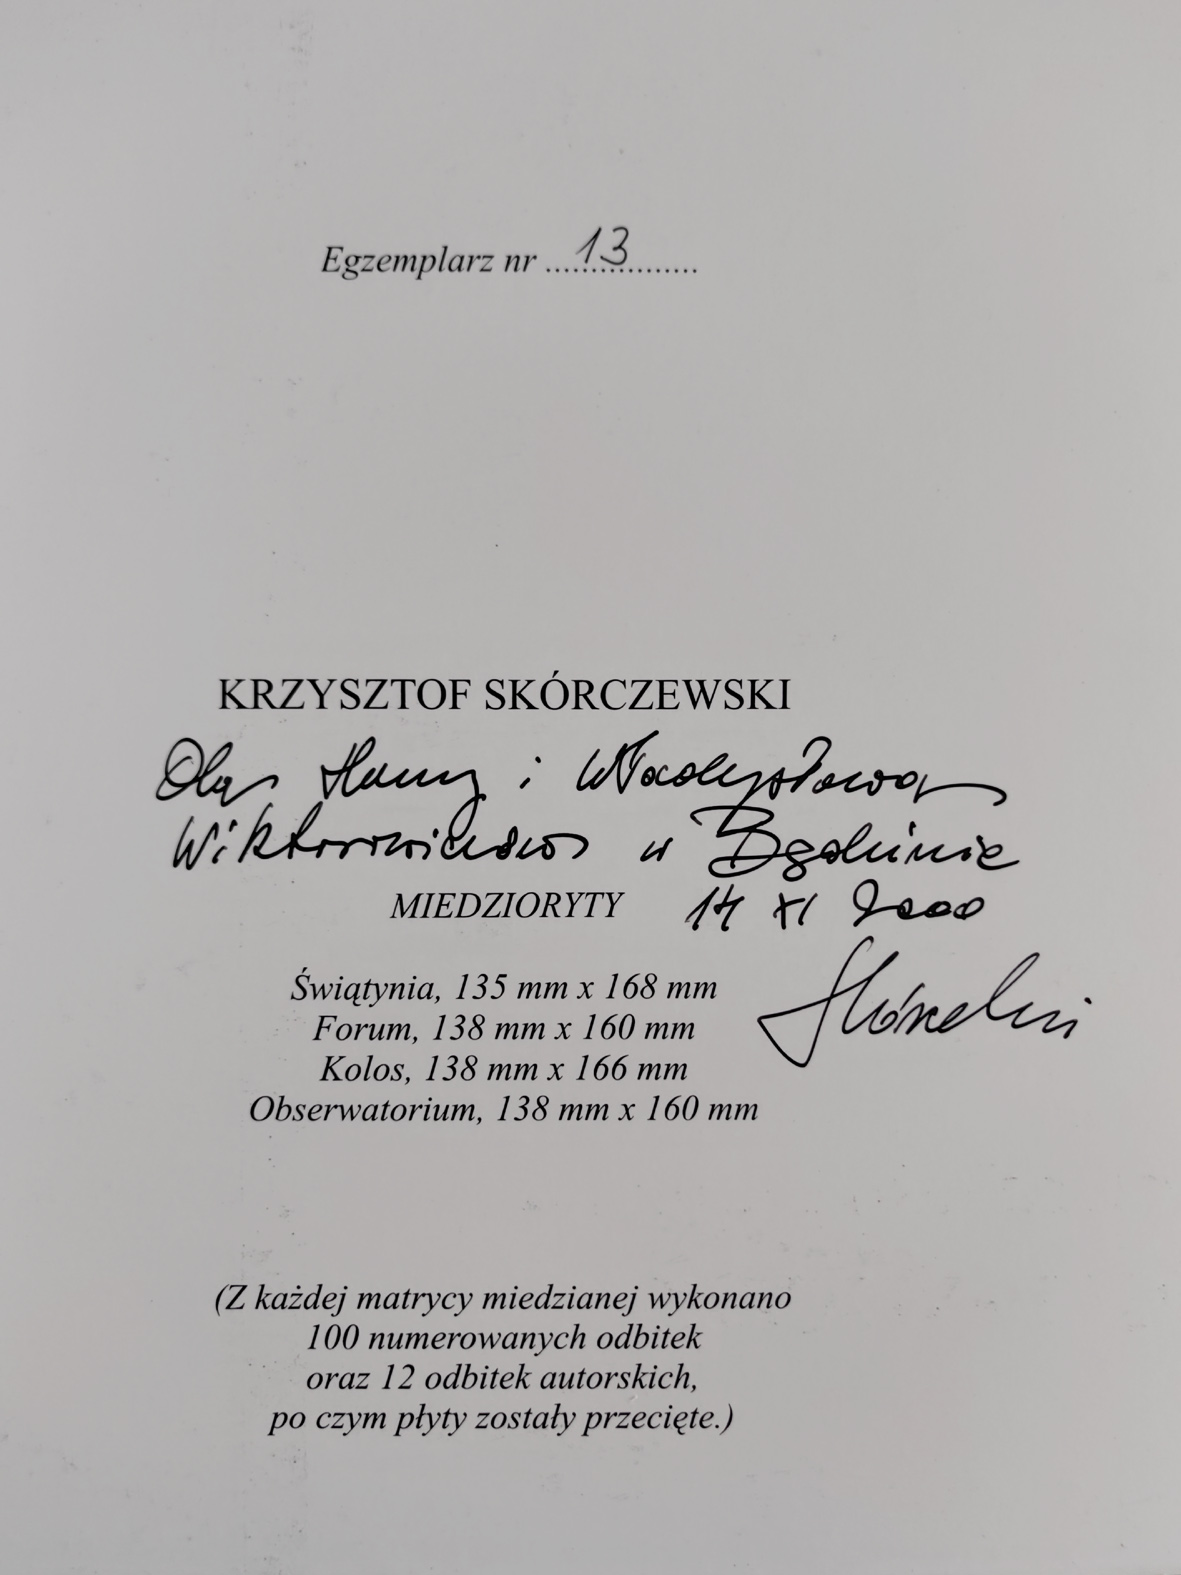 Egzemplarz nr ....13....
KRZYSZTOF SKÓRCZEWSKI
Dla Hanny i Władysława
Wiktorowiczów w
MIEDZIORYTY 14 XI 2000
Świątynia, 135 mm x 168 mm
Forum, 138 mm x 160 mm
Kolos, 138 mm x 166 mm
Obserwatorium, 138 mm x 160 mm
(Z każdej matrycy miedzianej wykonano
100 numerowanych odbitek
oraz 12 odbitek autorskich,
po czym płyty zostały przecięte.)